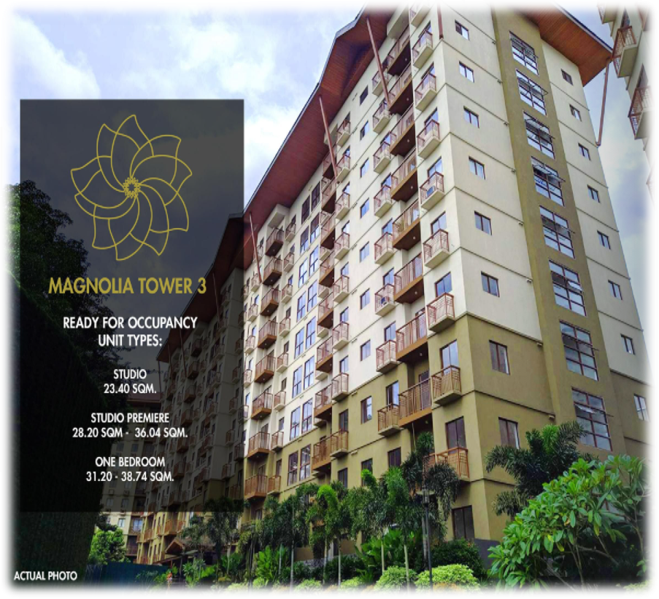 MAGNOLIA TOWER 3
READY FOR OCCUPANCY
UNIT TYPES:
STUDIO
23.40 SQM.
STUDIO PREMIERE
28.20 SQM - 36.04 SQM.
ONE BEDROOM
31.20 - 38.74 SQM.
ACTUAL PHOTO